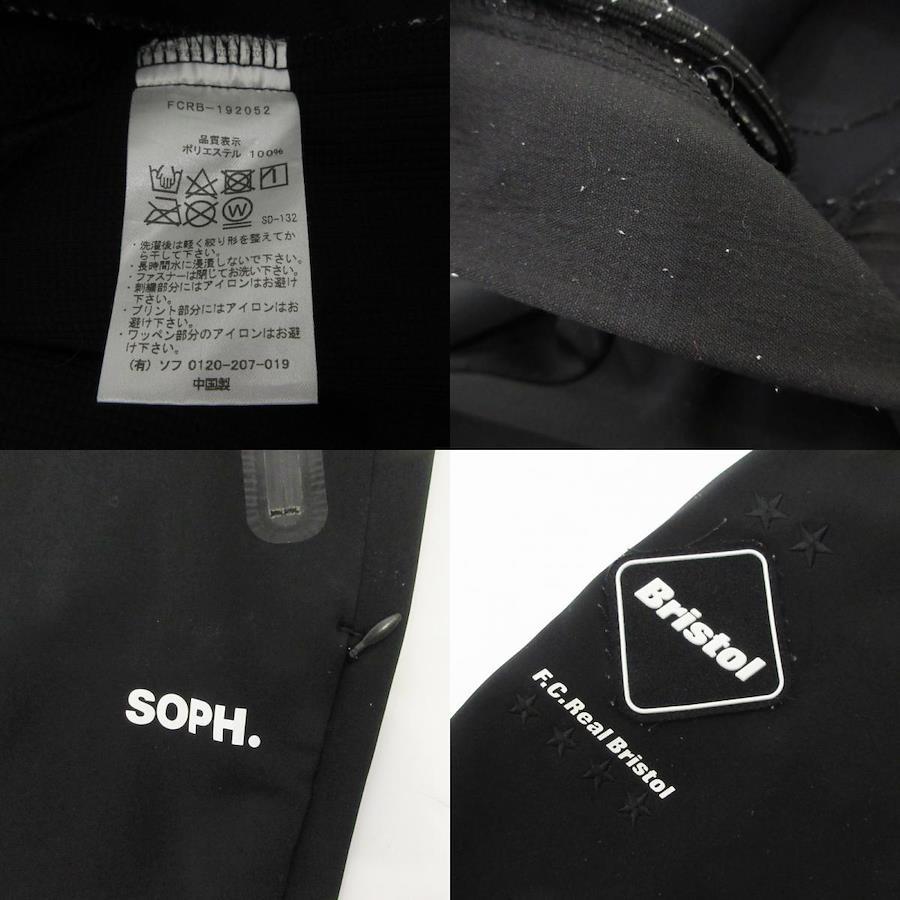 FCRB-192052
品質表示
ポリエステル 100%
W
SD-132
・洗濯後は軽く絞り形を整えてか
ら干して下さい。
・長時間水に浸漬しないで下さい。
・ファスナーは閉じてお洗い下さい。
・刺繍部分にはアイロンはお避け
下さい。
・プリント部分にはアイロンはお
避け下さい。
・ワッペン部分のアイロンはお避
け下さい。
(有) ソフ 0120-207-019
中国製
SOPH.
Bristol
F.C.Real Bristol